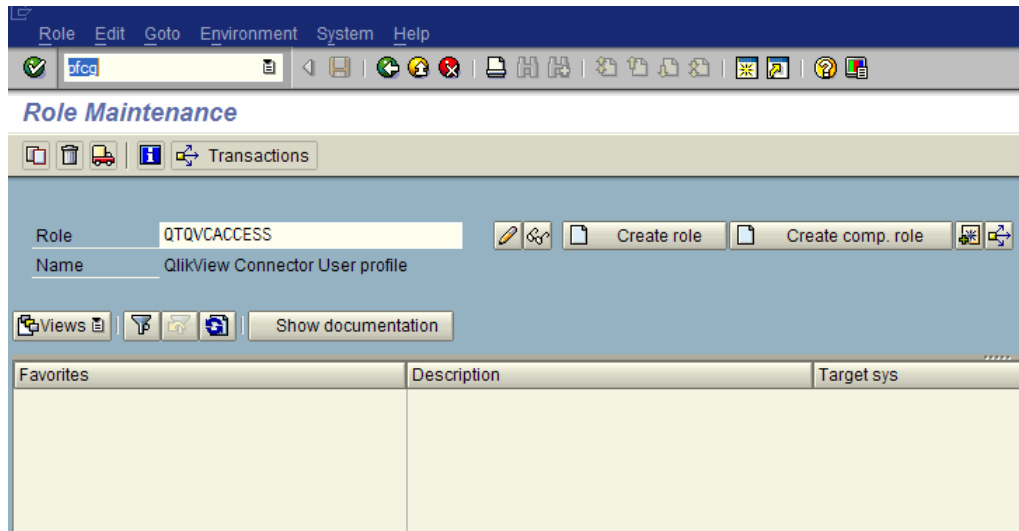 Role Edit Goto Environment System Help
pfcg
Role Maintenance
Transactions
Role QTQVCACCESS Create role Create comp. role
Name QlikView Connector User profile
Views Show documentation
Favorites Description Target sys